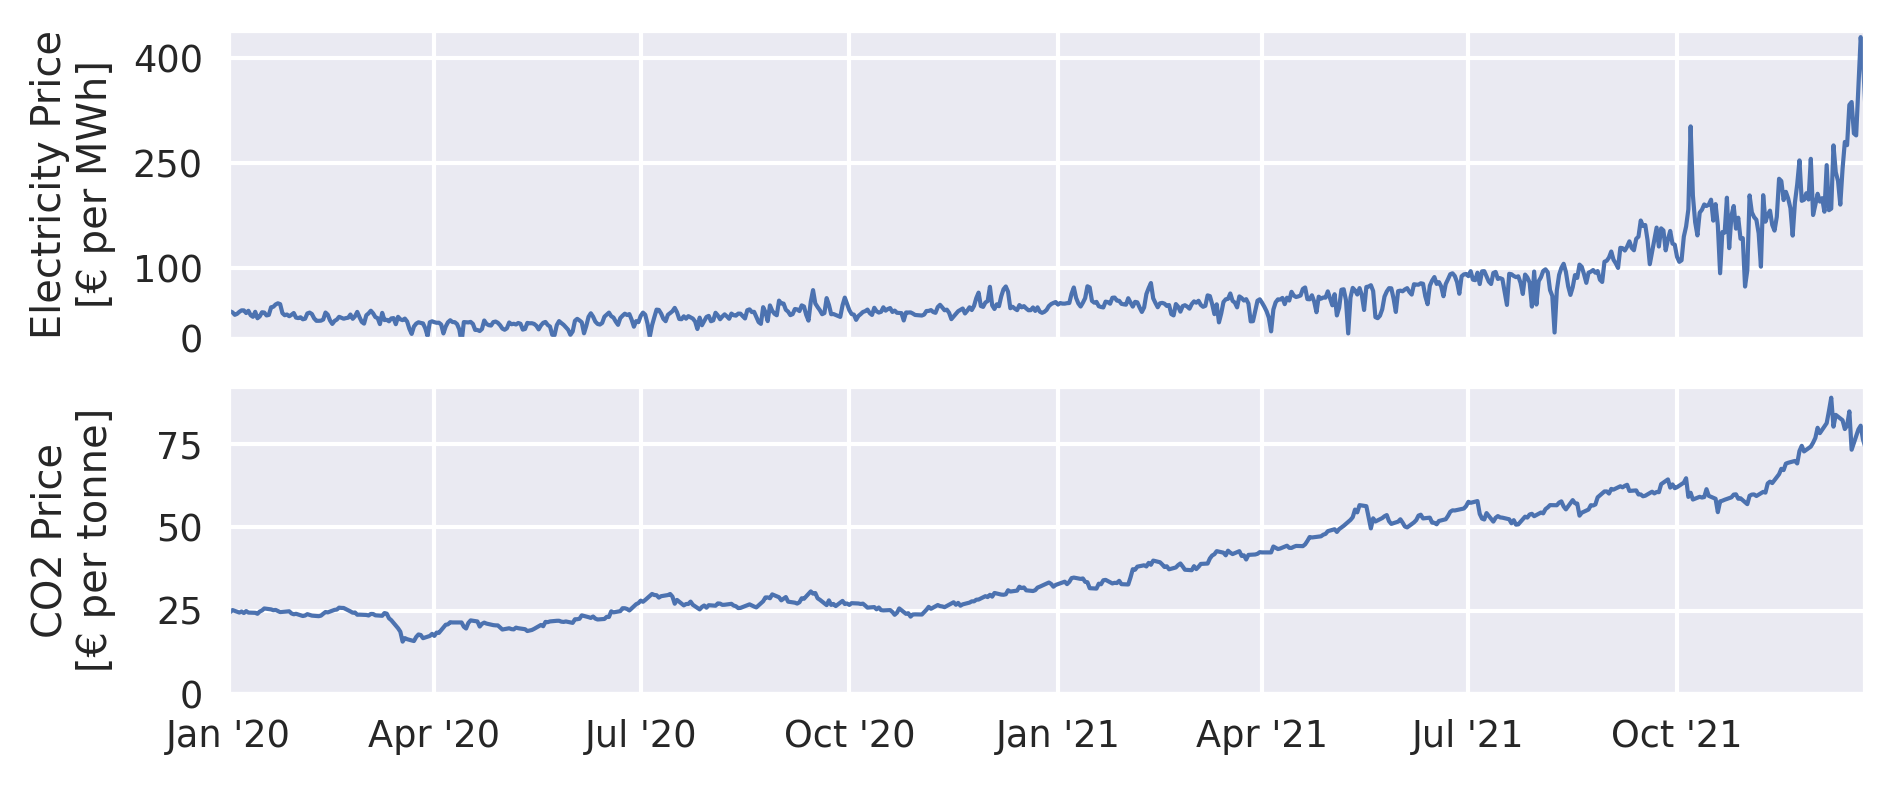 Electricity Price
[€ per MWh]
400
250
100
0
CO2 Price
[€ per tonne]
75
50
25
0
Jan '20 Apr '20 Jul '20 Oct '20 Jan '21 Apr '21 Jul '21 Oct '21